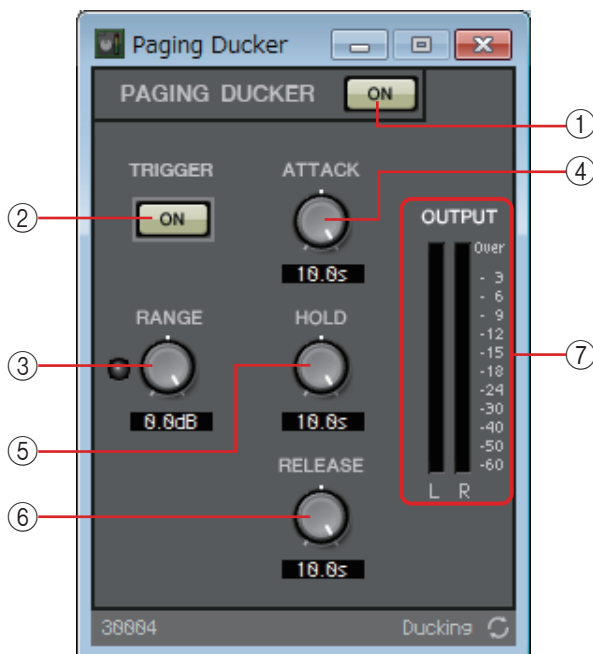 Paging Ducker
PAGING DUCKER ON
①
TRIGGER ATTACK
④
② ON
OUTPUT
10.0s
Over
- 3
- 6
- 9
-12
-15
-18
-24
-30
-40
-50
-60
L R
⑦
RANGE HOLD
③
0.0dB 10.0s
⑤
RELEASE
⑥
10.0s
30004 Ducking